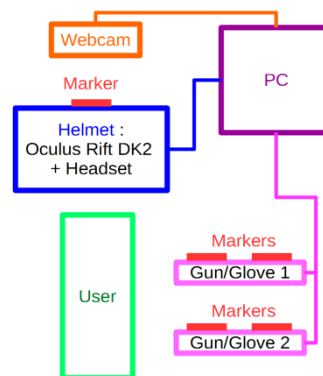 Webcam
PC
Marker
Helmet :
Oculus Rift DK2
+ Headset
Markers
Gun/Glove 1
User
Markers
Gun/Glove 2